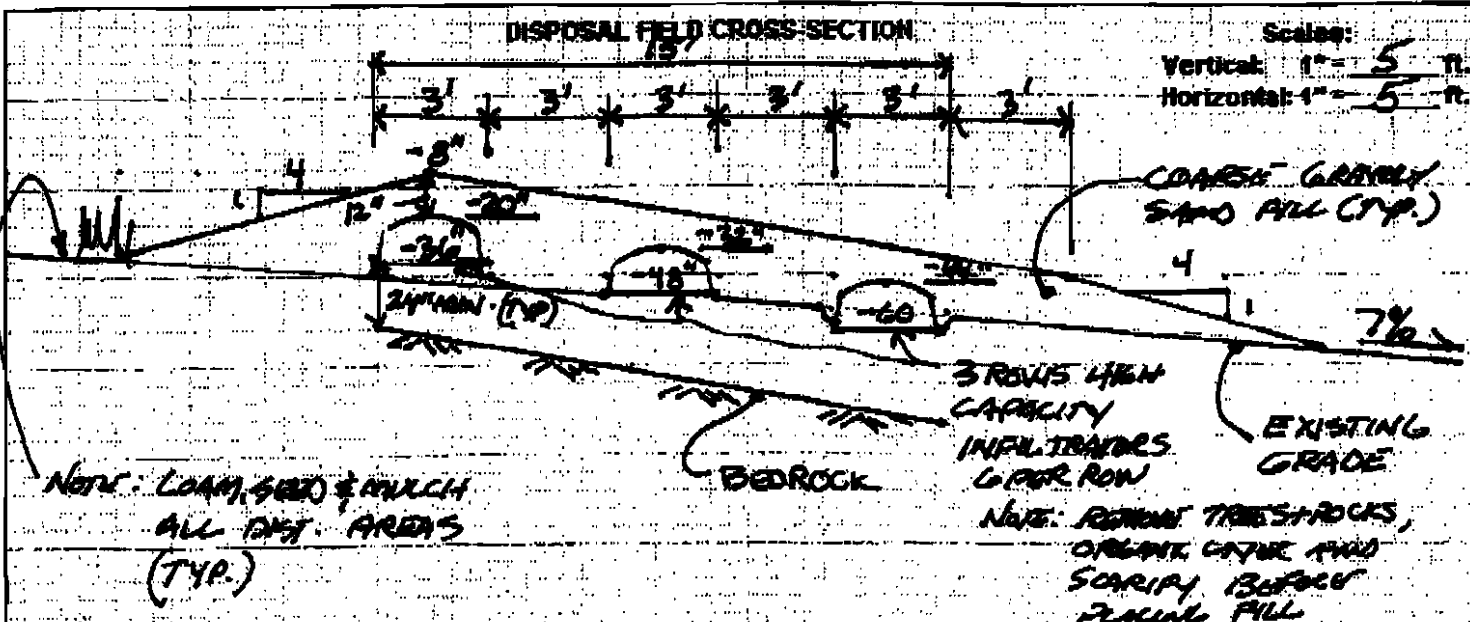 DISPOSAL FIELD CROSS-SECTION
Scales:
Vertical: 1" = 5 ft.
Horizontal: 1" = 5 ft.
15'
3' 3' 3' 3' 3' 3'
-8"
4
1
12"
-20"
-36"
-48"
-60
24" MIN. (TYP)
COARSE GRAVELY
SAND FILL (TYP.)
4
1
7%
3 ROWS HIGH
CAPACITY
INFILTRATORS
6 PER ROW
EXISTING
GRADE
BEDROCK
NOTE: LOAM, SEED & MULCH
ALL DIST. AREAS
(TYP.)
NOTE: REMOVE TREES + ROCKS,
ORGANIC LAYER AND
SCARIFY BEFORE
PLACING FILL